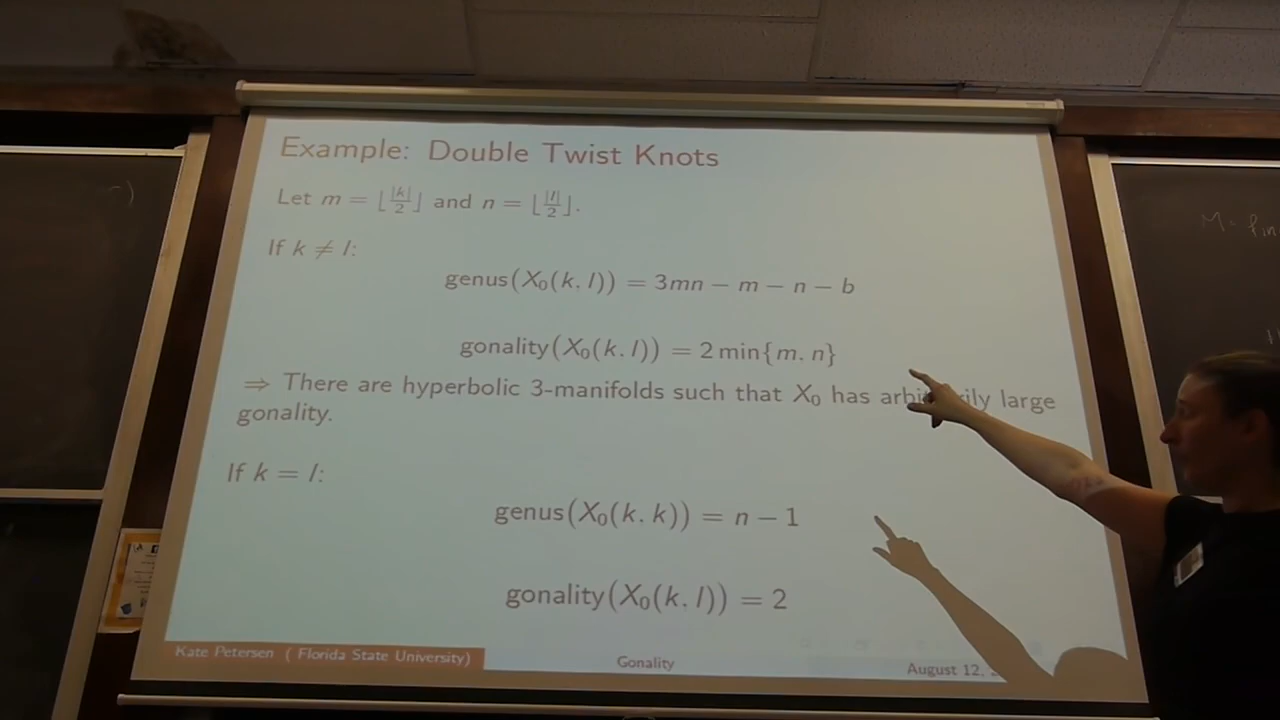 Example: Double Twist Knots
Let m = ⌊|k|/2⌋ and n = ⌊|l|/2⌋.
If k ≠ l:
genus(X₀(k, l)) = 3mn − m − n − b
gonality(X₀(k, l)) = 2 min{m, n}
⇒ There are hyperbolic 3-manifolds such that X₀ has large
gonality.
If k = l:
genus(X₀(k, k)) = n − 1
gonality(X₀(k, l)) = 2
Kate Petersen ( Florida State University)
Gonality
August 12,
M =